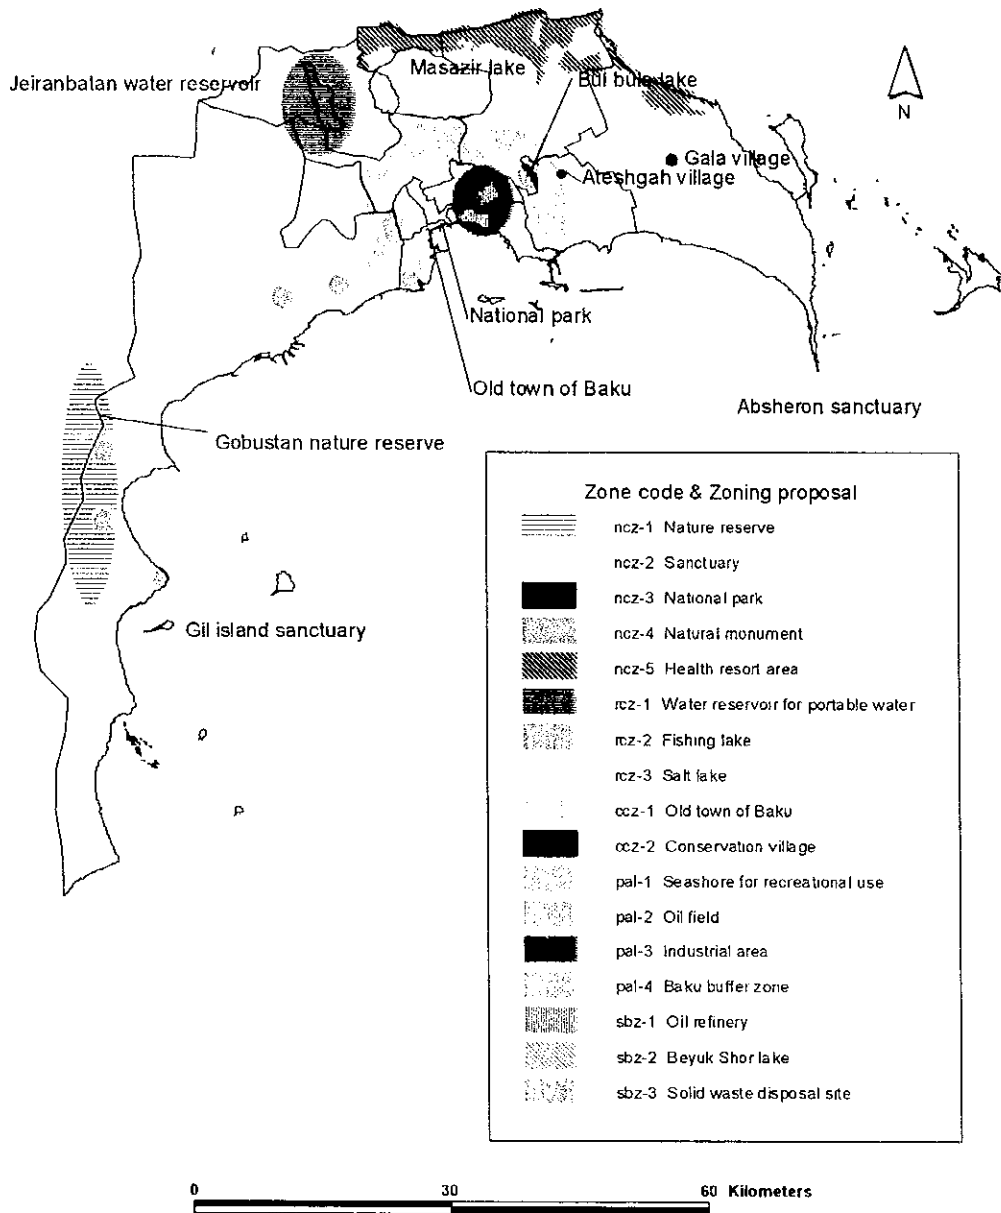 Masazir lake
Bul bula lake
Jeiranbatan water reservoir
N
Gala village
Ateshgah village
National park
Old town of Baku
Absheron sanctuary
Gobustan nature reserve
Gil island sanctuary
Zone code & Zoning proposal
ncz-1 Nature reserve
ncz-2 Sanctuary
ncz-3 National park
ncz-4 Natural monument
ncz-5 Health resort area
rcz-1 Water reservoir for portable water
rcz-2 Fishing lake
rcz-3 Salt lake
ccz-1 Old town of Baku
ccz-2 Conservation village
pal-1 Seashore for recreational use
pal-2 Oil field
pal-3 Industrial area
pal-4 Baku buffer zone
sbz-1 Oil refinery
sbz-2 Beyuk Shor lake
sbz-3 Solid waste disposal site
0 30 60 Kilometers